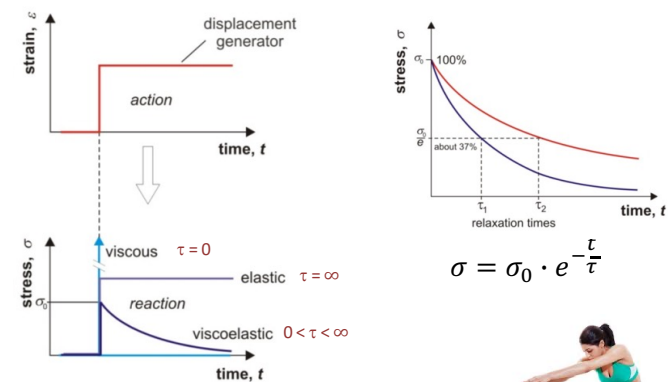 strain, ε
displacement
generator
action
time, t
stress, σ
viscous τ = 0
elastic τ = ∞
σ₀
reaction
viscoelastic 0 < τ < ∞
time, t
stress, σ
σ₀ 100%
σ₀/e about 37%
τ₁ τ₂
relaxation times
time, t
σ = σ₀ · e^(-t/τ)